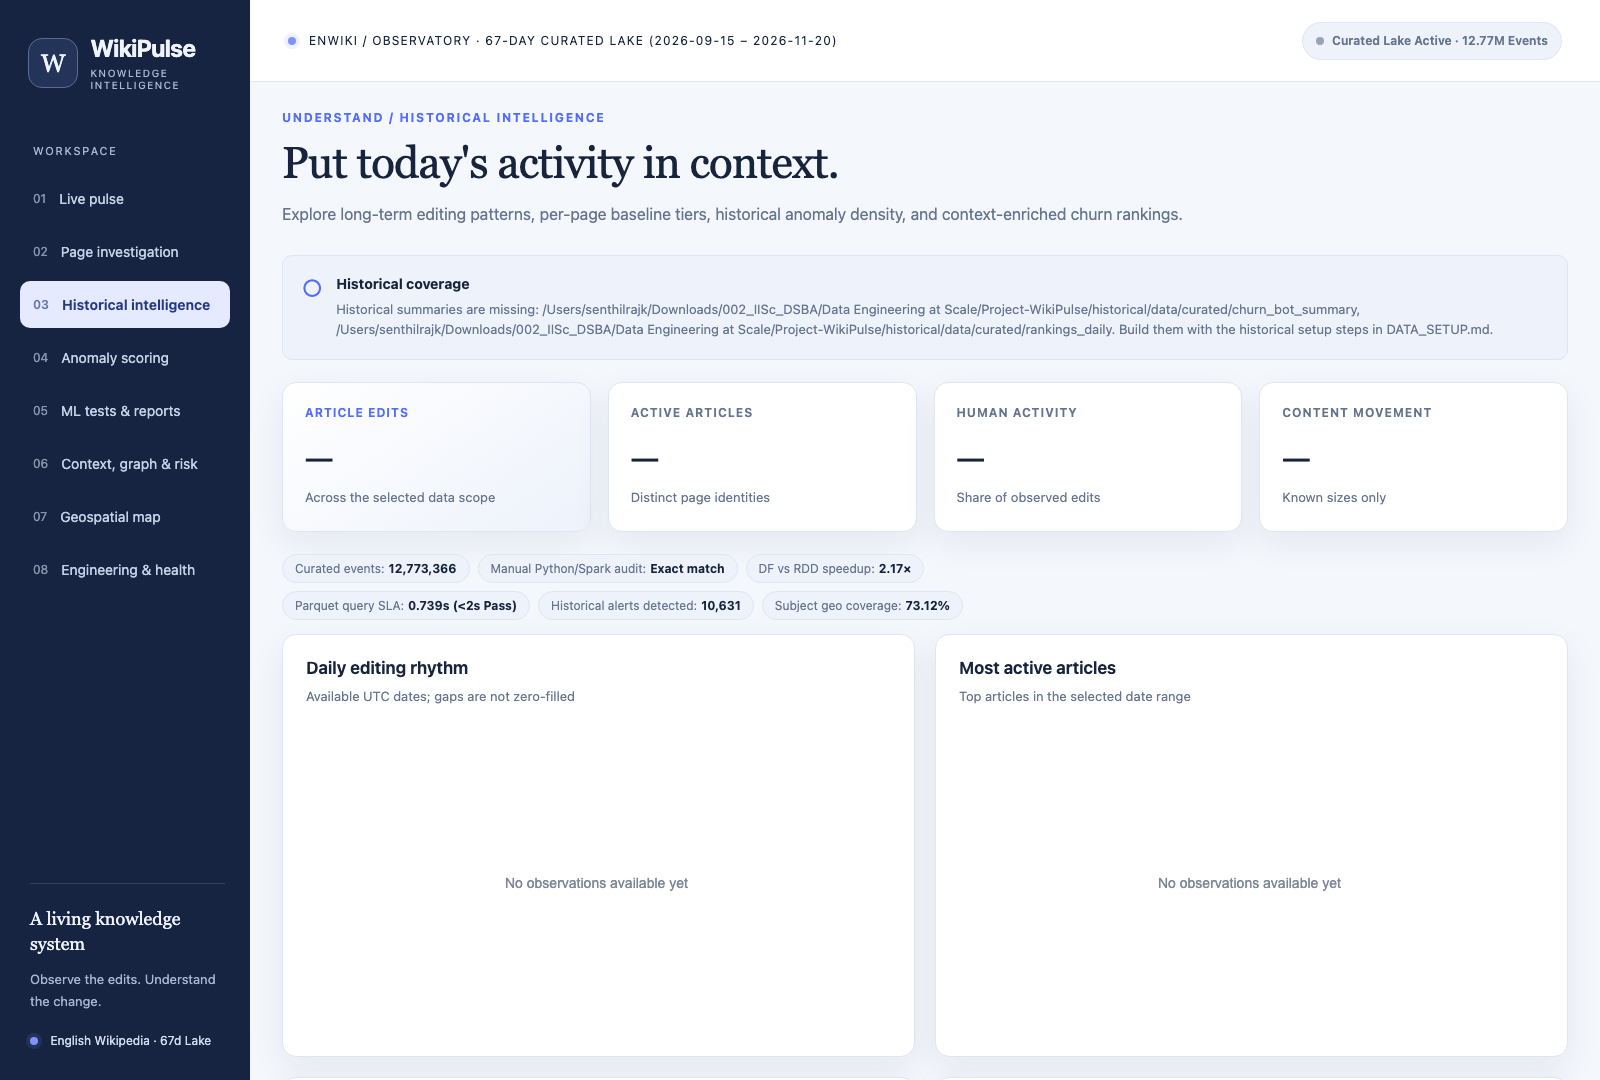 W
WikiPulse
KNOWLEDGE
INTELLIGENCE
WORKSPACE
01 Live pulse
02 Page investigation
03 Historical intelligence
04 Anomaly scoring
05 ML tests & reports
06 Context, graph & risk
07 Geospatial map
08 Engineering & health
A living knowledge
system
Observe the edits. Understand
the change.
English Wikipedia · 67d Lake
ENWIKI / OBSERVATORY · 67-DAY CURATED LAKE (2026-09-15 – 2026-11-20)
Curated Lake Active · 12.77M Events
UNDERSTAND / HISTORICAL INTELLIGENCE
Put today's activity in context.
Explore long-term editing patterns, per-page baseline tiers, historical anomaly density, and context-enriched churn rankings.
Historical coverage
Historical summaries are missing: /Users/senthilrajk/Downloads/002_IISc_DSBA/Data Engineering at Scale/Project-WikiPulse/historical/data/curated/churn_bot_summary,
/Users/senthilrajk/Downloads/002_IISc_DSBA/Data Engineering at Scale/Project-WikiPulse/historical/data/curated/rankings_daily. Build them with the historical setup steps in DATA_SETUP.md.
ARTICLE EDITS
—
Across the selected data scope
ACTIVE ARTICLES
—
Distinct page identities
HUMAN ACTIVITY
—
Share of observed edits
CONTENT MOVEMENT
—
Known sizes only
Curated events: 12,773,366
Manual Python/Spark audit: Exact match
DF vs RDD speedup: 2.17×
Parquet query SLA: 0.739s (<2s Pass)
Historical alerts detected: 10,631
Subject geo coverage: 73.12%
Daily editing rhythm
Available UTC dates; gaps are not zero-filled
No observations available yet
Most active articles
Top articles in the selected date range
No observations available yet